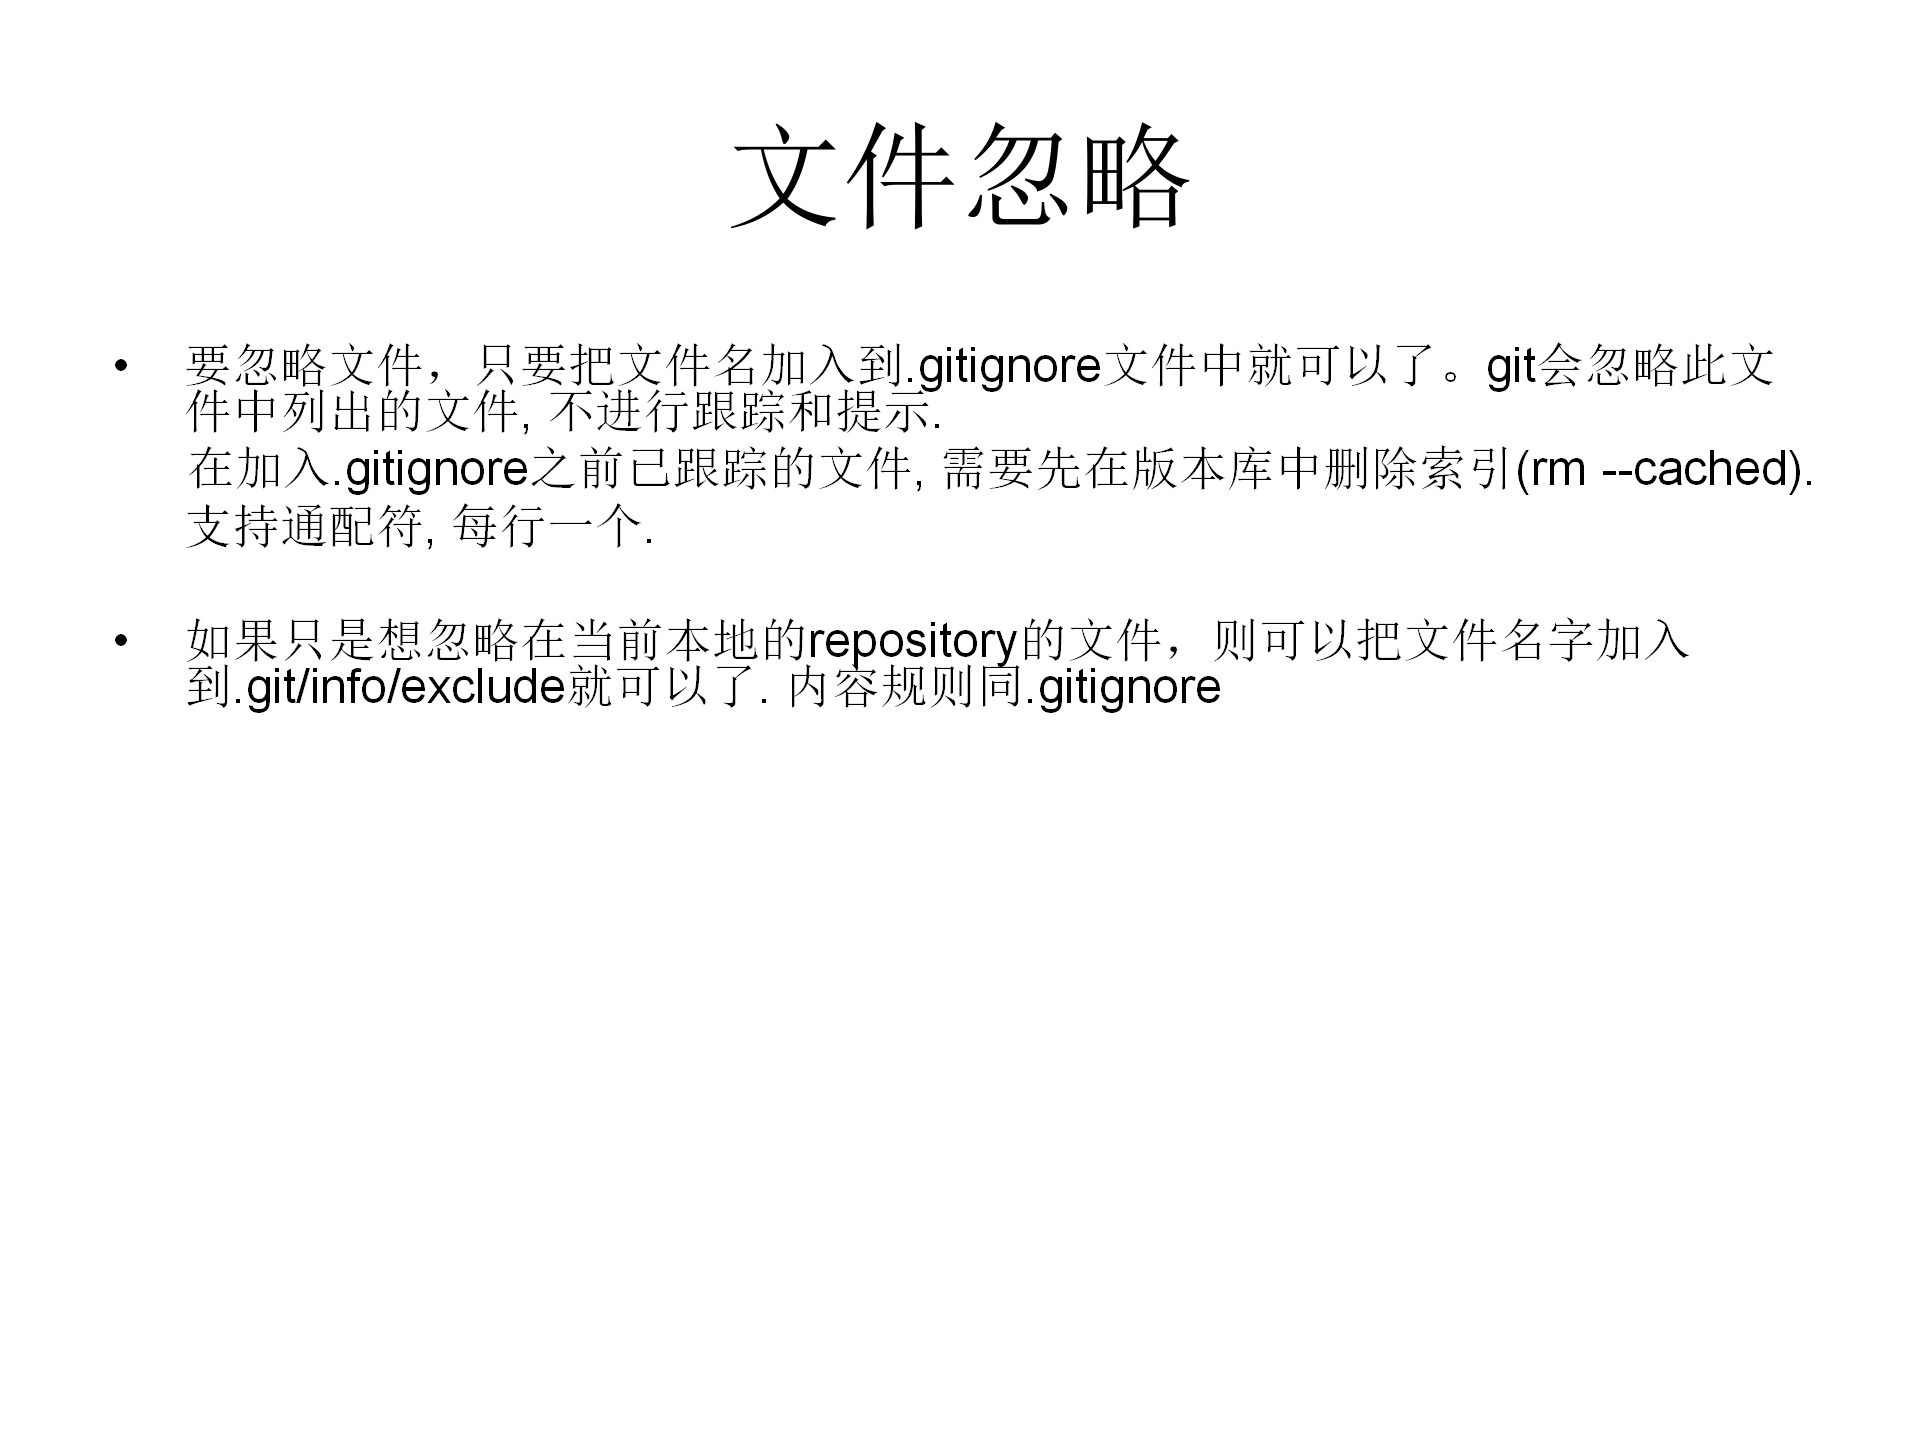 文件忽略
• 要忽略文件，只要把文件名加入到.gitignore文件中就可以了。git会忽略此文
件中列出的文件, 不进行跟踪和提示.
在加入.gitignore之前已跟踪的文件, 需要先在版本库中删除索引(rm --cached).
支持通配符, 每行一个.
• 如果只是想忽略在当前本地的repository的文件，则可以把文件名字加入
到.git/info/exclude就可以了. 内容规则同.gitignore